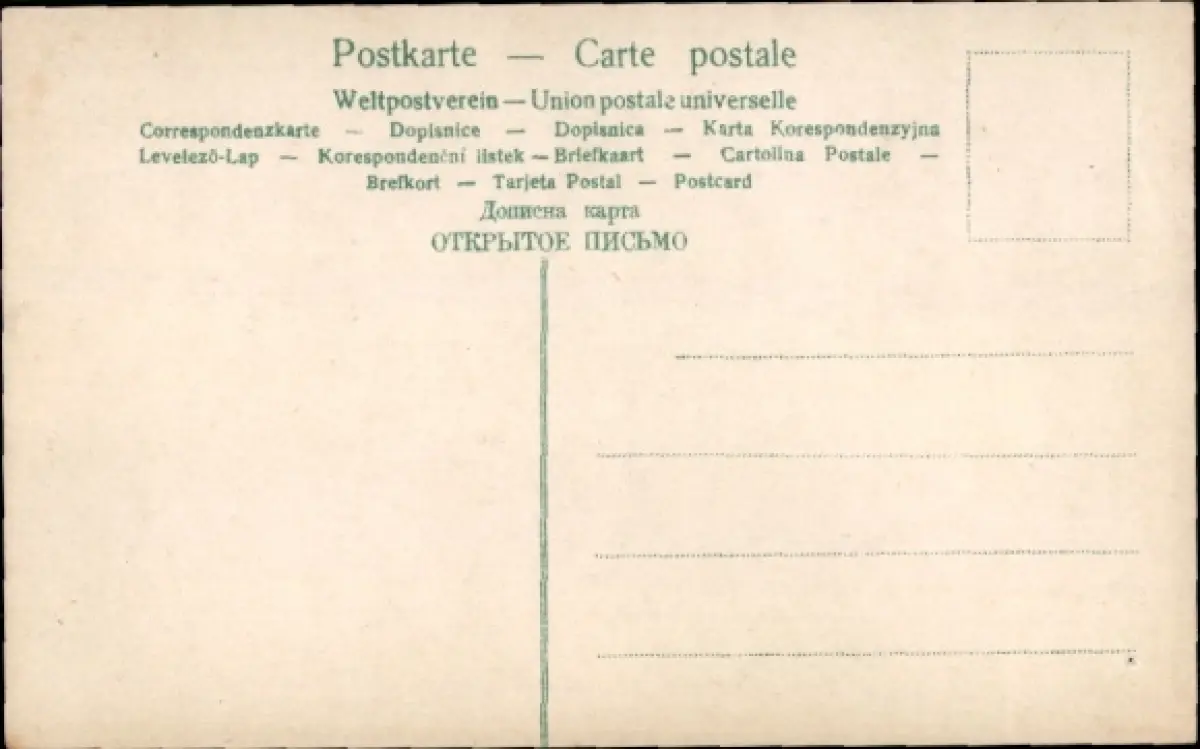 Postkarte — Carte postale
Weltpostverein — Union postale universelle
Correspondenzkarte — Dopisnice — Dopisnica — Karta Korespondenzyjna
Levelező-Lap — Korespondenční lístek — Briefkaart — Cartolina Postale —
Brefkort — Tarjeta Postal — Postcard
Дописна карта
ОТКРЫТОЕ ПИСЬМО